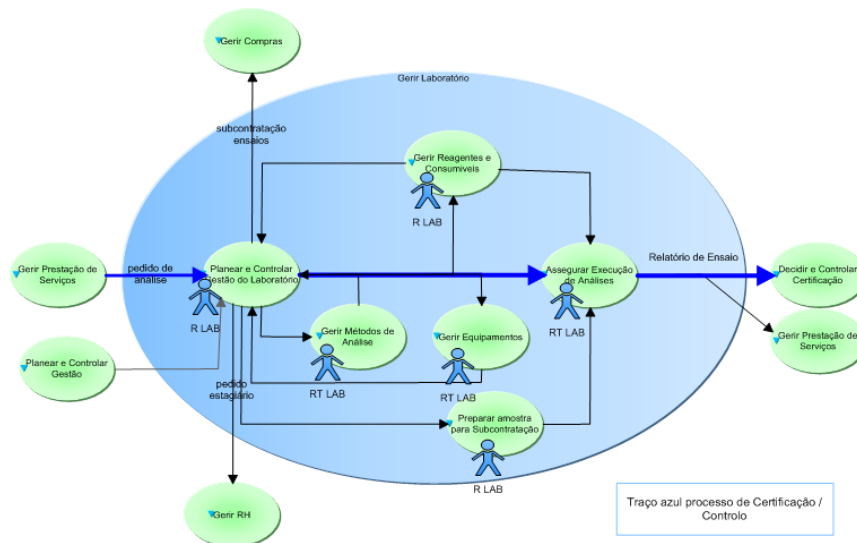 Gerir Compras
Gerir Laboratório
subcontratação
ensaios
Gerir Reagentes e
Consumiveis
R LAB
Gerir Prestação de
Serviços
pedido de
análise
Planear e Controlar
Gestão do Laboratório
R LAB
Assegurar Execução
de Análises
RT LAB
Relatório de Ensaio
Decidir e Controlar
Certificação
Gerir Prestação de
Serviços
Planear e Controlar
Gestão
Gerir Métodos de
Análise
RT LAB
Gerir Equipamentos
RT LAB
pedido
estagiário
Preparar amostra
para Subcontratação
R LAB
Gerir RH
Traço azul processo de Certificação /
Controlo